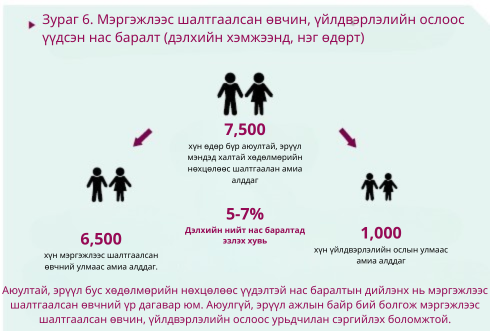 Зураг 6. Мэргэжлээс шалтгаалсан өвчин, үйлдвэрлэлийн ослоос
үүдсэн нас баралт (дэлхийн хэмжээнд, нэг өдөрт)
7,500
хүн өдөр бүр аюултай, эрүүл
мэндэд халтай хөдөлмөрийн
нөхцөлөөс шалтгаалан амиа
алддаг
6,500
хүн мэргэжлээс шалтгаалсан
өвчний улмаас амиа алддаг.
5-7%
Дэлхийн нийт нас баралтад
эзлэх хувь
1,000
хүн үйлдвэрлэлийн ослын улмаас
амиа алддаг
Аюултай, эрүүл бус хөдөлмөрийн нөхцөлөөс үүдэлтэй нас баралтын дийлэнх нь мэргэжлээс
шалтгаалсан өвчний үр дагавар юм. Аюулгүй, эрүүл ажлын байр бий болгож мэргэжлээс
шалтгаалсан өвчин, үйлдвэрлэлийн ослоос урьдчилан сэргийлэх боломжтой.